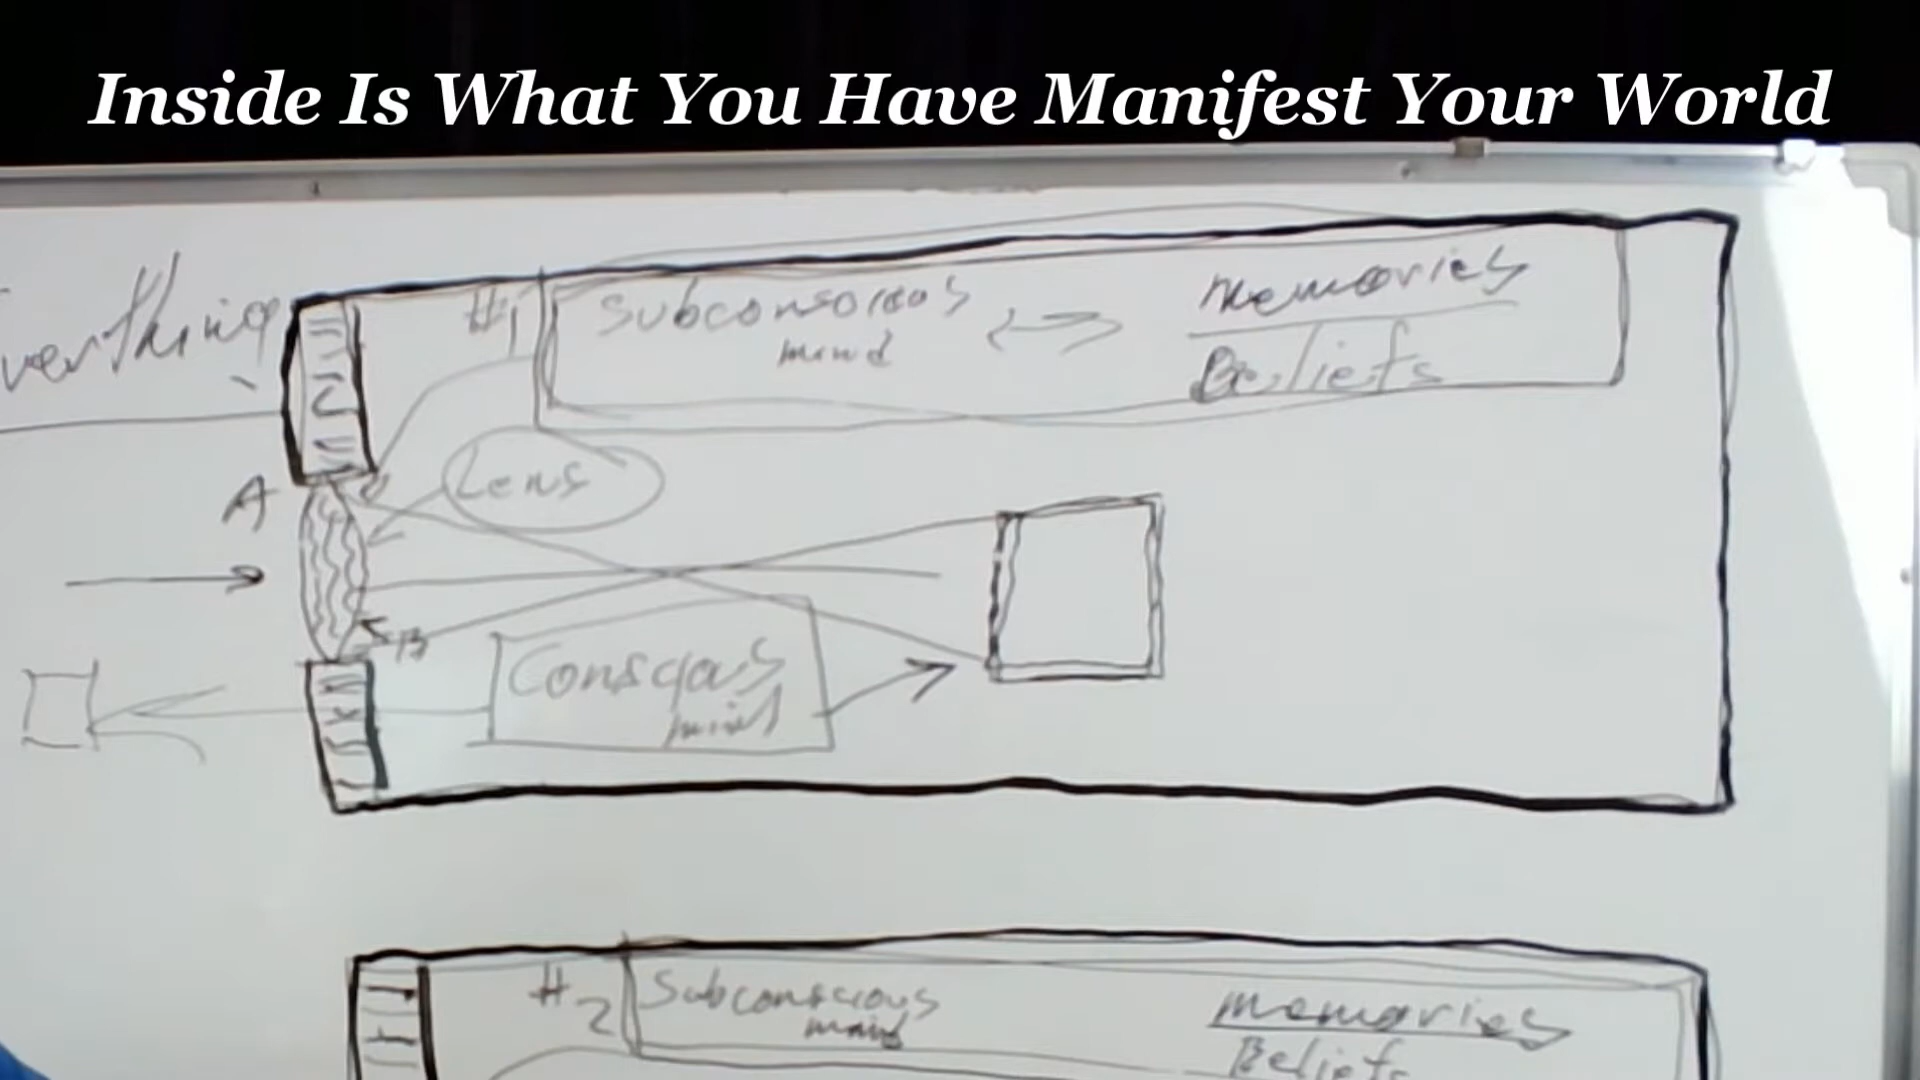 Inside Is What You Have Manifest Your World
verthing
#1
Subconscious
mind
memories
Beliefs
Lens
A
B
Conscious
mind
#2
Subconscious
mind
memories
Beliefs